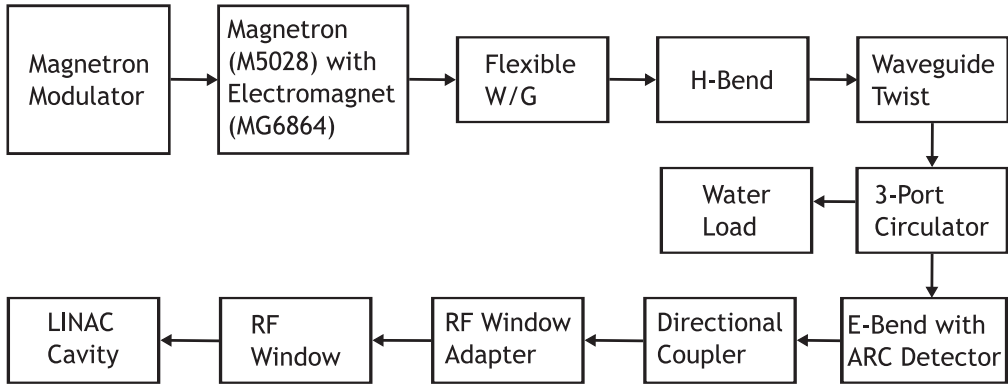 Magnetron
Modulator
Magnetron
(M5028) with
Electromagnet
(MG6864)
Flexible
W/G
H-Bend
Waveguide
Twist
Water
Load
3-Port
Circulator
LINAC
Cavity
RF
Window
RF Window
Adapter
Directional
Coupler
E-Bend with
ARC Detector